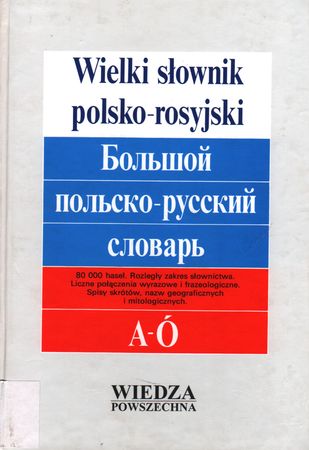 Wielki słownik
polsko-rosyjski
Большой
польско-русский
словарь
80 000 haseł. Rozległy zakres słownictwa.
Liczne połączenia wyrazowe i frazeologiczne.
Spisy skrótów, nazw geograficznych
i mitologicznych.
A-Ó
WIEDZA
POWSZECHNA